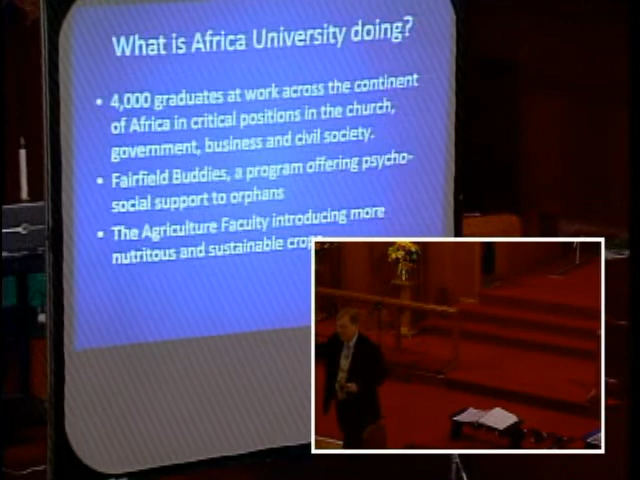 What is Africa University doing?
• 4,000 graduates at work across the continent
of Africa in critical positions in the church,
government, business and civil society.
• Fairfield Buddies, a program offering psycho-
social support to orphans
• The Agriculture Faculty introducing more
nutritous and sustainable crops